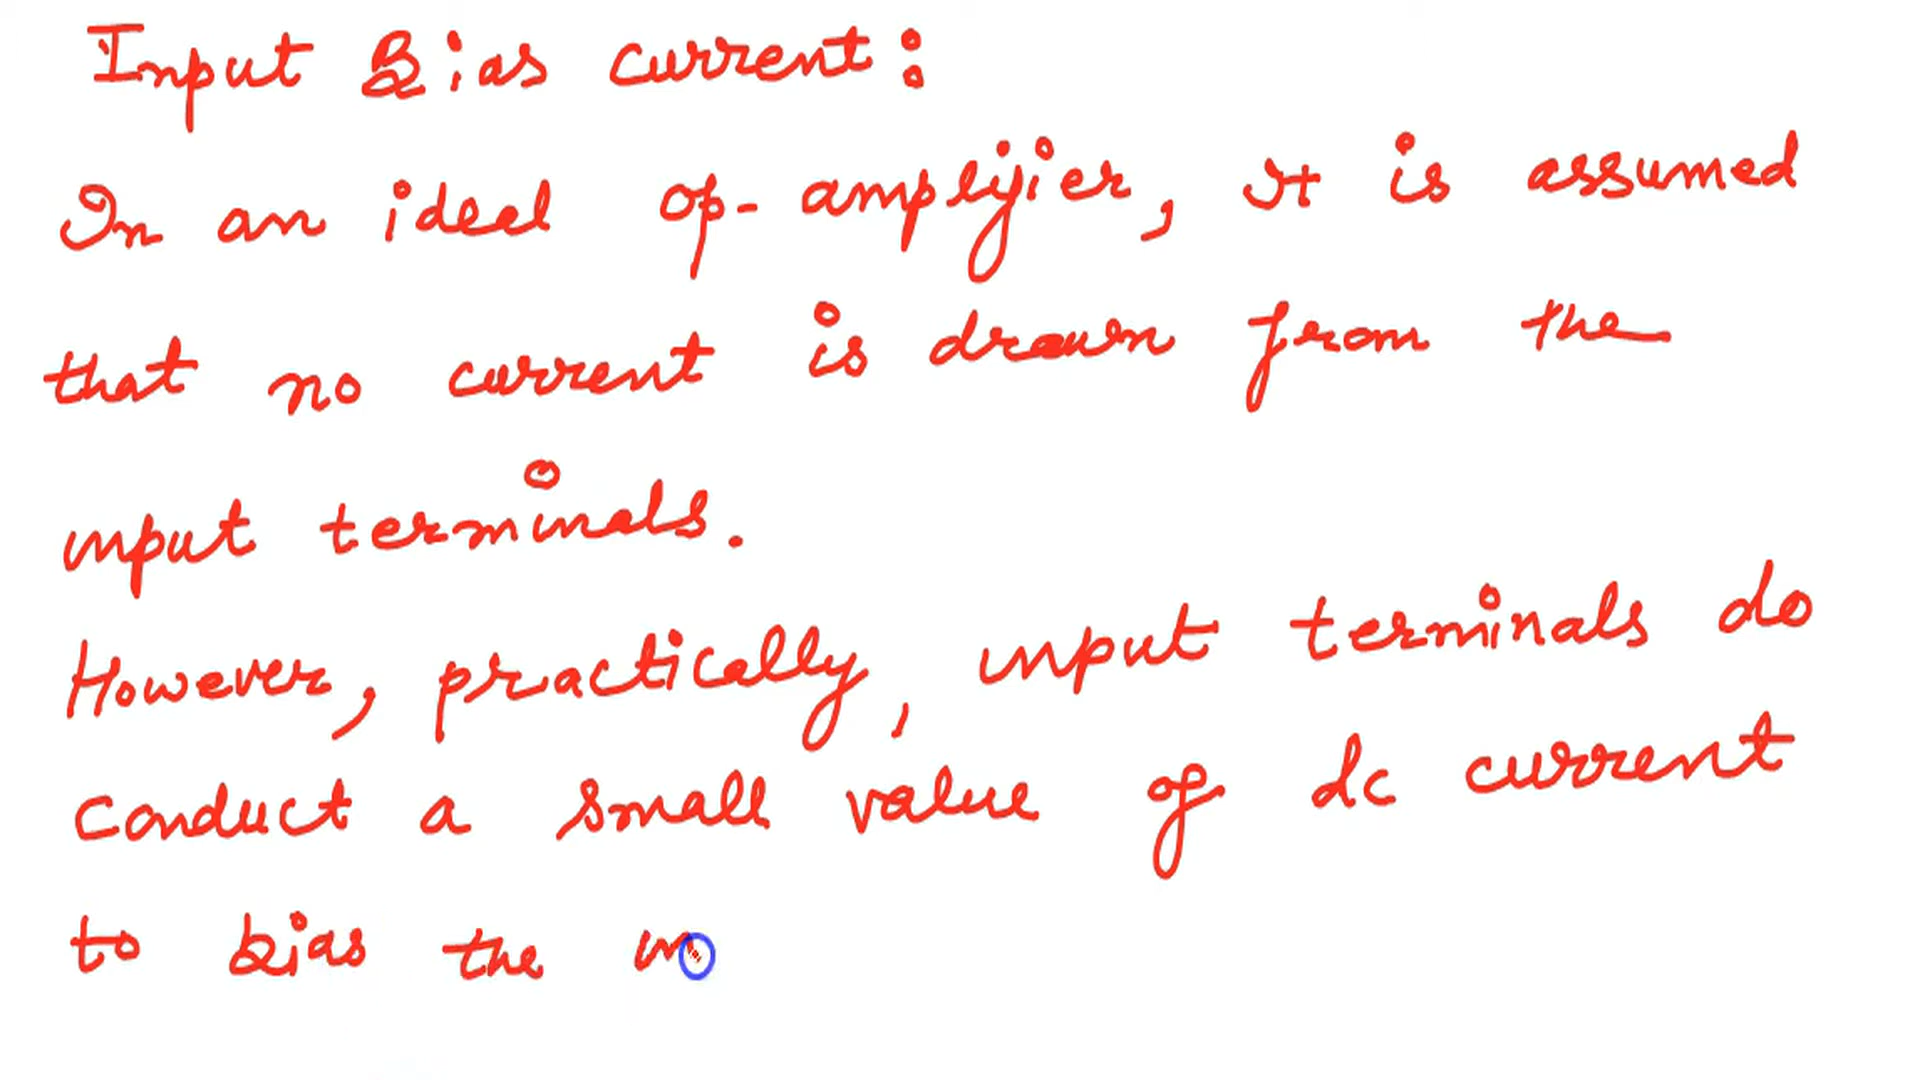 Input Bias current:
In an ideal op-amplifier, it is assumed
that no current is drawn from the
input terminals.
However, practically, input terminals do
conduct a small value of dc current
to bias the in